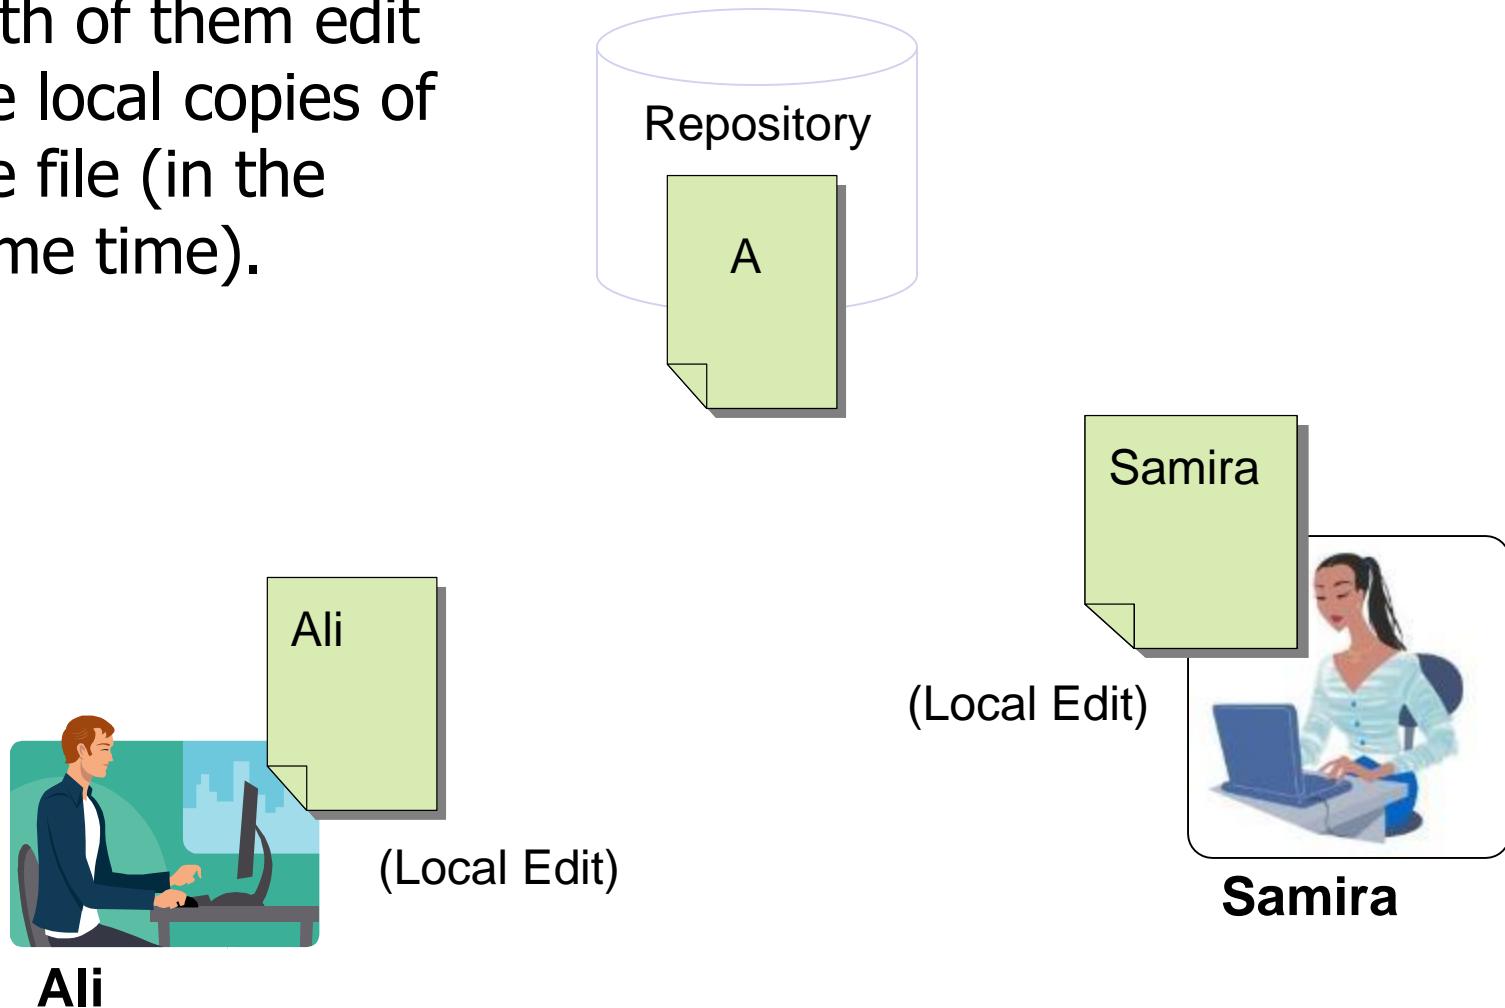 th of them edit
e local copies of
e file (in the
me time).
Repository
A
Samira
Ali
(Local Edit)
(Local Edit)
Samira
Ali